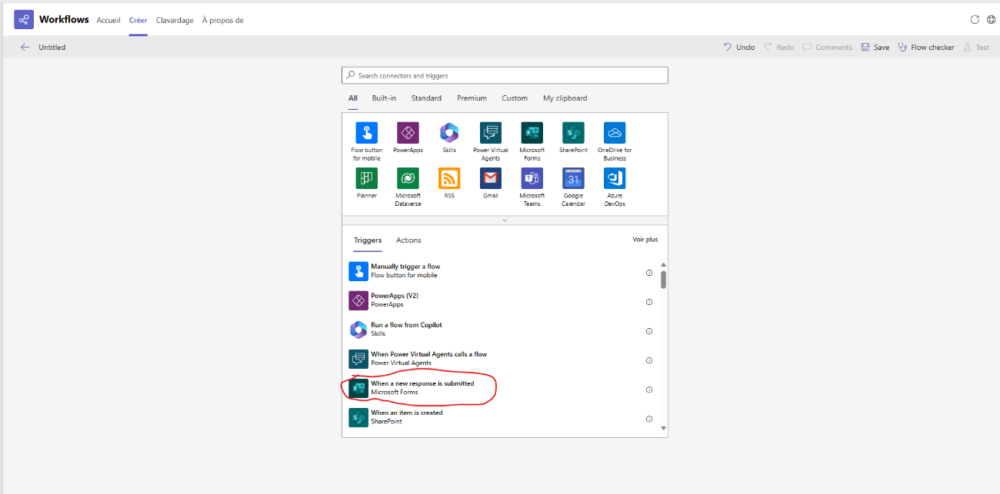 Workflows Accueil Créer Clavardage À propos de
Untitled Undo Redo Comments Save Flow checker Test
Search connectors and triggers
All Built-in Standard Premium Custom My clipboard
Flow button for mobile
PowerApps
Skills
Power Virtual Agents
Microsoft Forms
SharePoint
OneDrive for Business
Planner
Microsoft Dataverse
RSS
Gmail
Microsoft Teams
31
Google Calendar
Azure DevOps
Triggers Actions Voir plus
Manually trigger a flow
Flow button for mobile
PowerApps (V2)
PowerApps
Run a flow from Copilot
Skills
When Power Virtual Agents calls a flow
Power Virtual Agents
When a new response is submitted
Microsoft Forms
When an item is created
SharePoint